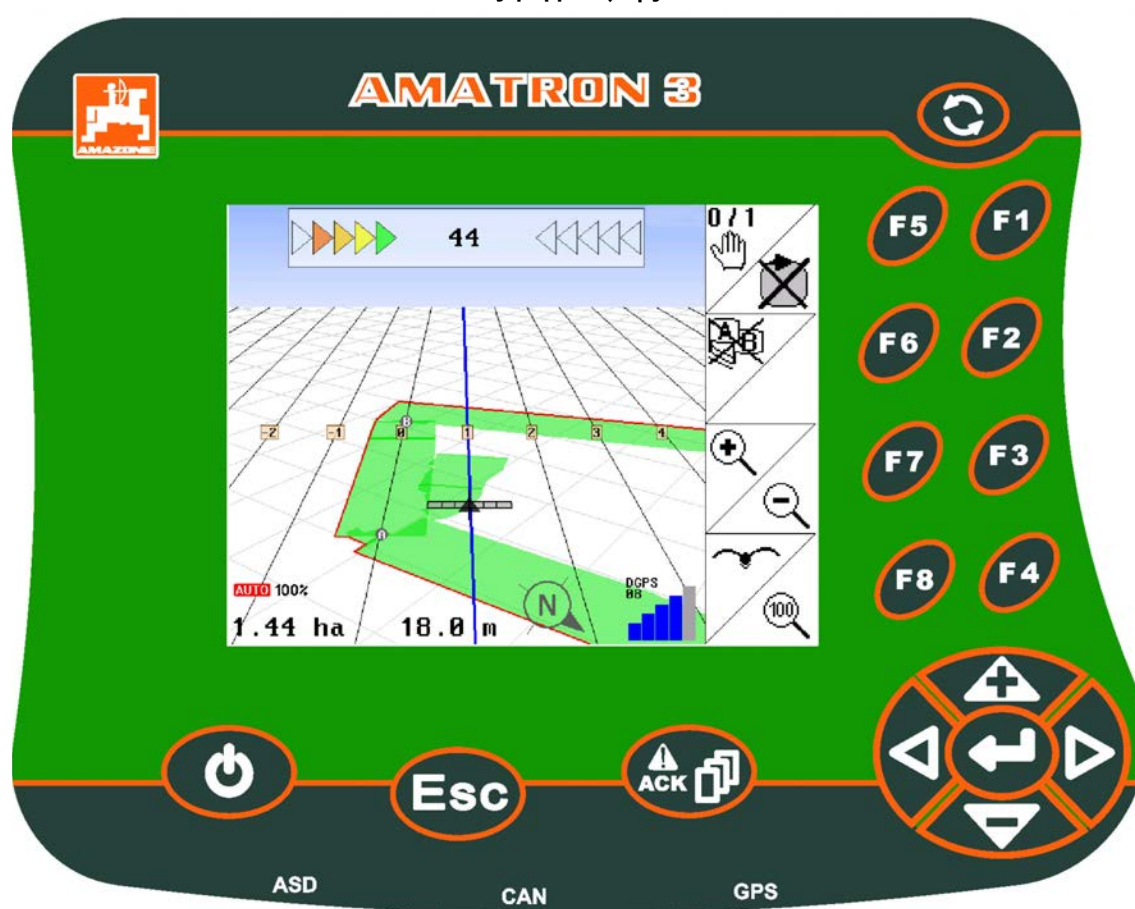 AMATRON 3
AMAZONE
44
0 / 1
F5
F1
A
B
F6
F2
B
-2
-1
0
1
2
3
4
F7
F3
AUTO 100%
DGPS
08
N
100
F8
F4
1.44 ha
18.0 m
Esc
ACK
ASD
CAN
GPS